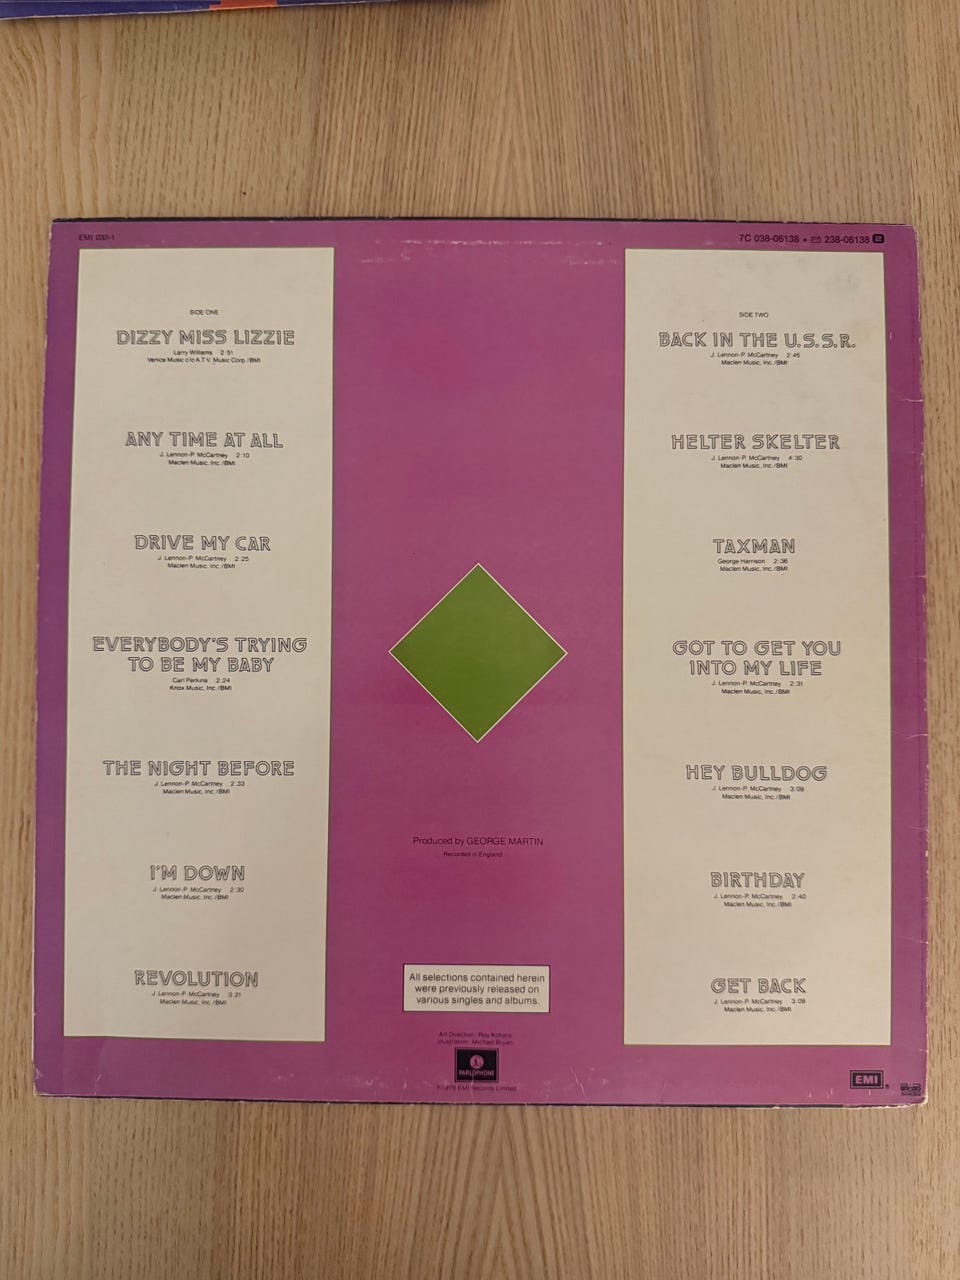 EMI 030-1
7C 038-06138 • 238-06138
SIDE ONE
DIZZY MISS LIZZIE
Larry Williams 2:51
Venice Music c/o A.T.V. Music Corp./BMI
ANY TIME AT ALL
J. Lennon-P. McCartney 2:10
Maclen Music, Inc./BMI
DRIVE MY CAR
J. Lennon-P. McCartney 2:25
Maclen Music, Inc./BMI
EVERYBODY'S TRYING
TO BE MY BABY
Carl Perkins 2:24
Knox Music, Inc./BMI
THE NIGHT BEFORE
J. Lennon-P. McCartney 2:33
Maclen Music, Inc./BMI
I'M DOWN
J. Lennon-P. McCartney 2:30
Maclen Music, Inc./BMI
REVOLUTION
J. Lennon-P. McCartney 3:21
Maclen Music, Inc./BMI
Produced by GEORGE MARTIN
Recorded in England
All selections contained herein
were previously released on
various singles and albums.
Art Direction: Roy Kohara
Illustration: Michael Bryan
PARLOPHONE
EMI Records Limited
SIDE TWO
BACK IN THE U.S.S.R.
J. Lennon-P. McCartney 2:45
Maclen Music, Inc./BMI
HELTER SKELTER
J. Lennon-P. McCartney 4:30
Maclen Music, Inc./BMI
TAXMAN
George Harrison 2:36
Maclen Music, Inc./BMI
GOT TO GET YOU
INTO MY LIFE
J. Lennon-P. McCartney 2:31
Maclen Music, Inc./BMI
HEY BULLDOG
J. Lennon-P. McCartney 3:09
Maclen Music, Inc./BMI
BIRTHDAY
J. Lennon-P. McCartney 2:40
Maclen Music, Inc./BMI
GET BACK
J. Lennon-P. McCartney 3:09
Maclen Music, Inc./BMI
EMI